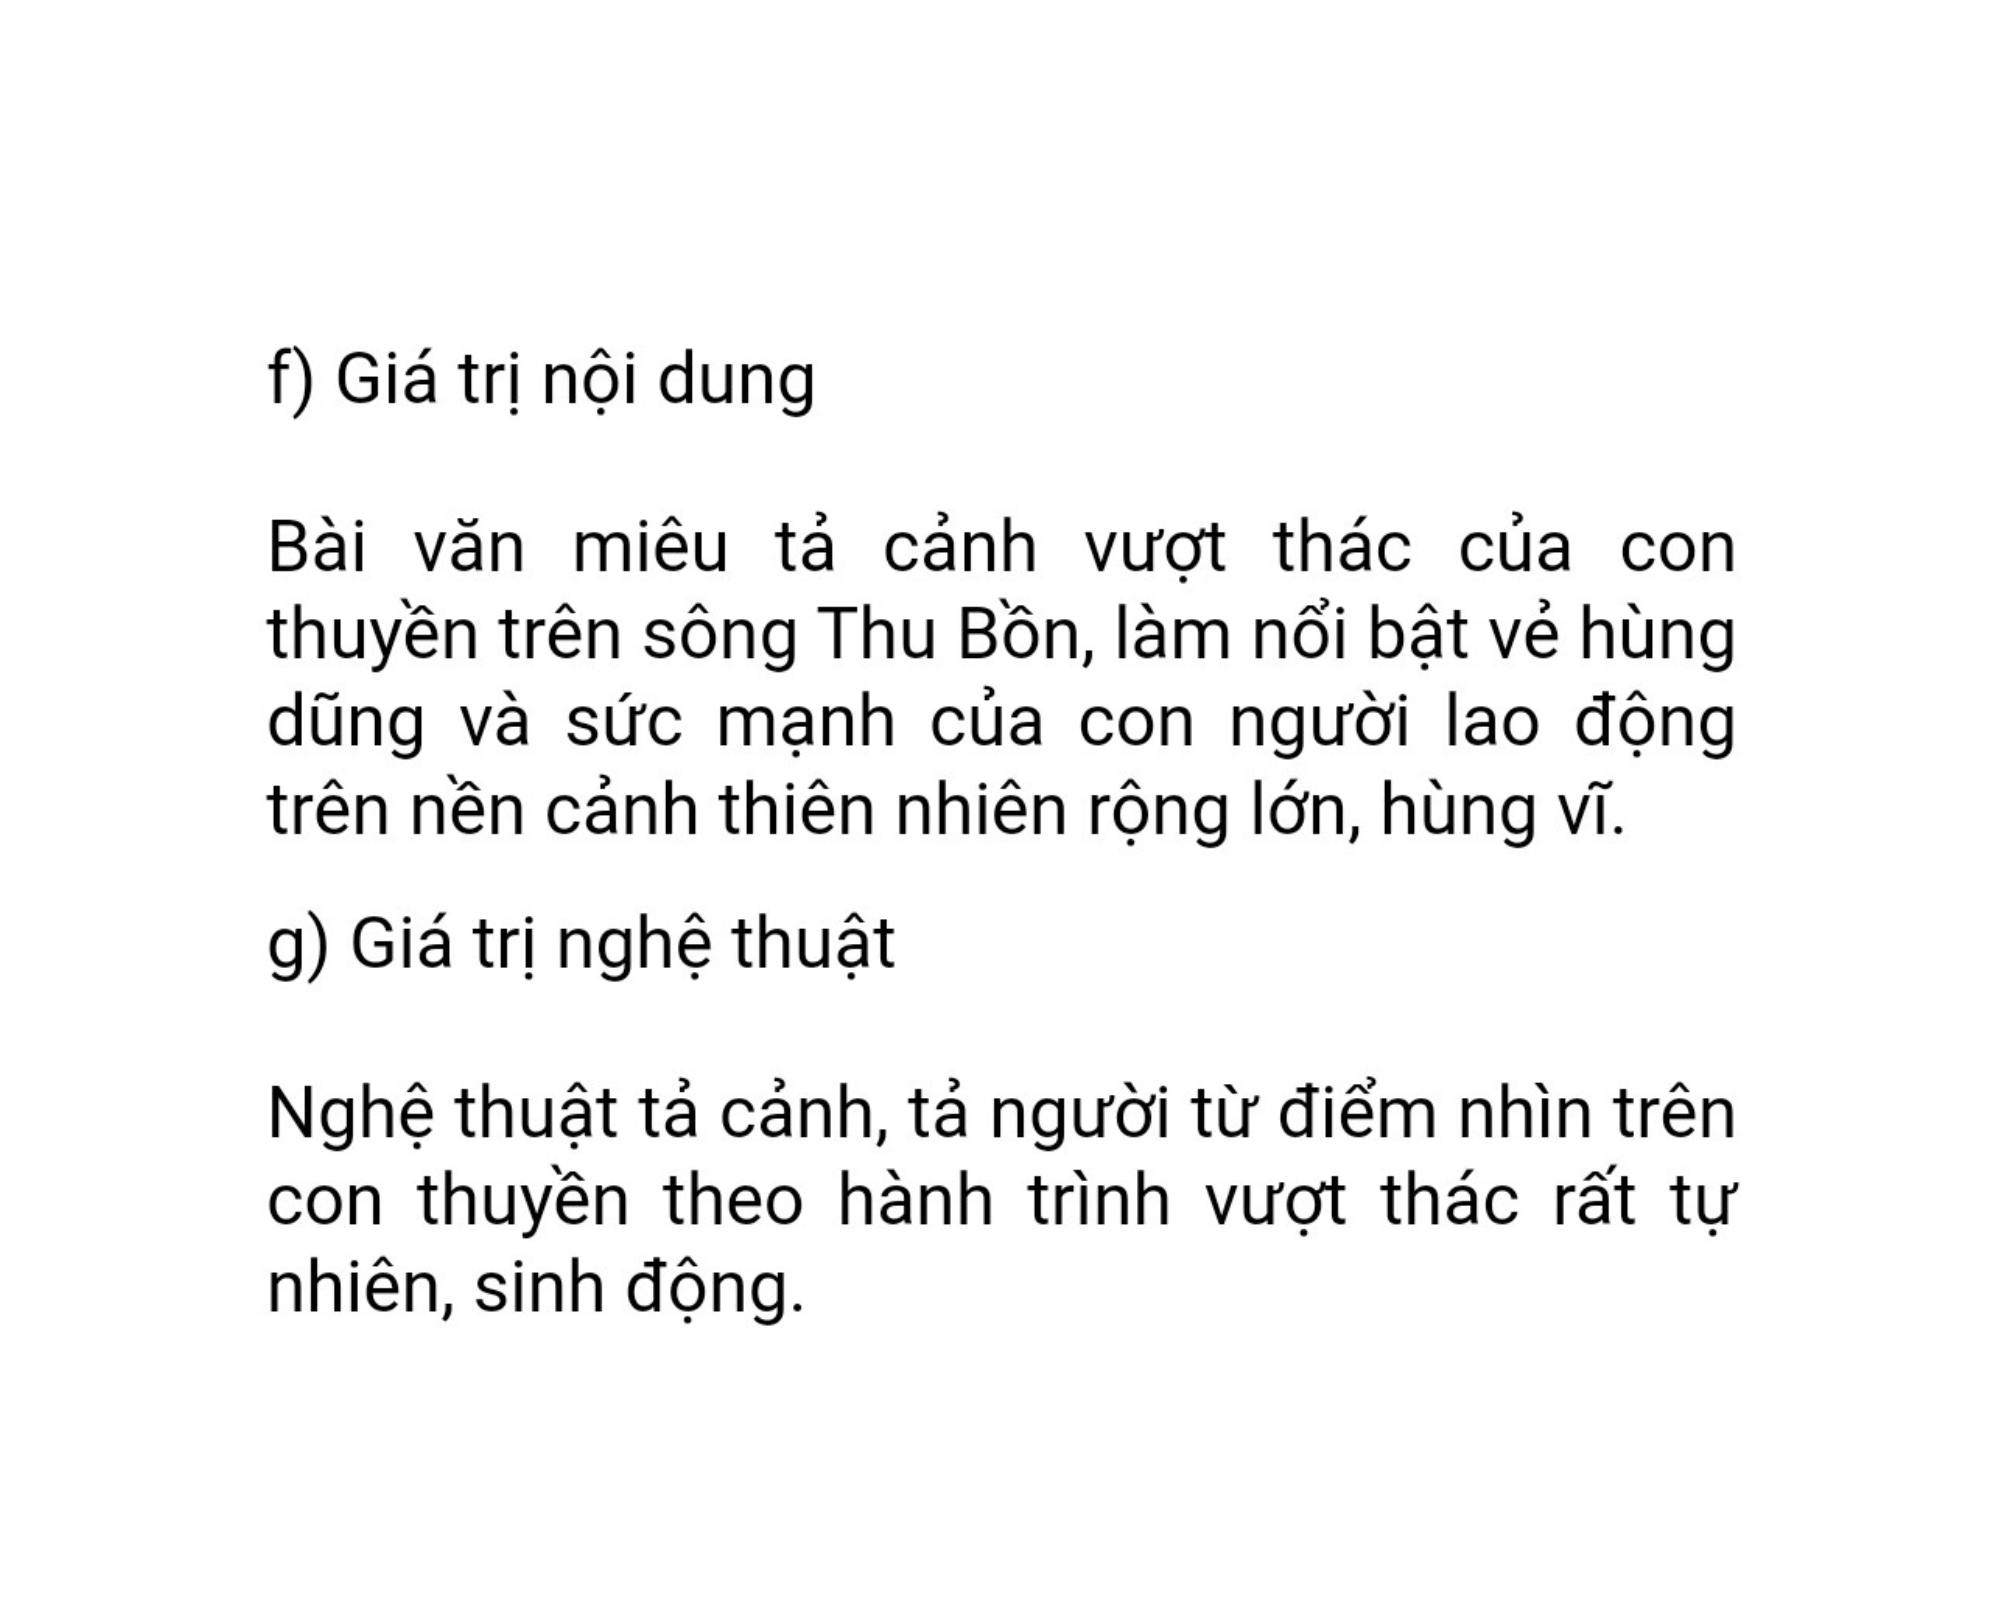 f) Giá trị nội dung
Bài văn miêu tả cảnh vượt thác của con
thuyền trên sông Thu Bồn, làm nổi bật vẻ hùng
dũng và sức mạnh của con người lao động
trên nền cảnh thiên nhiên rộng lớn, hùng vĩ.
g) Giá trị nghệ thuật
Nghệ thuật tả cảnh, tả người từ điểm nhìn trên
con thuyền theo hành trình vượt thác rất tự
nhiên, sinh động.